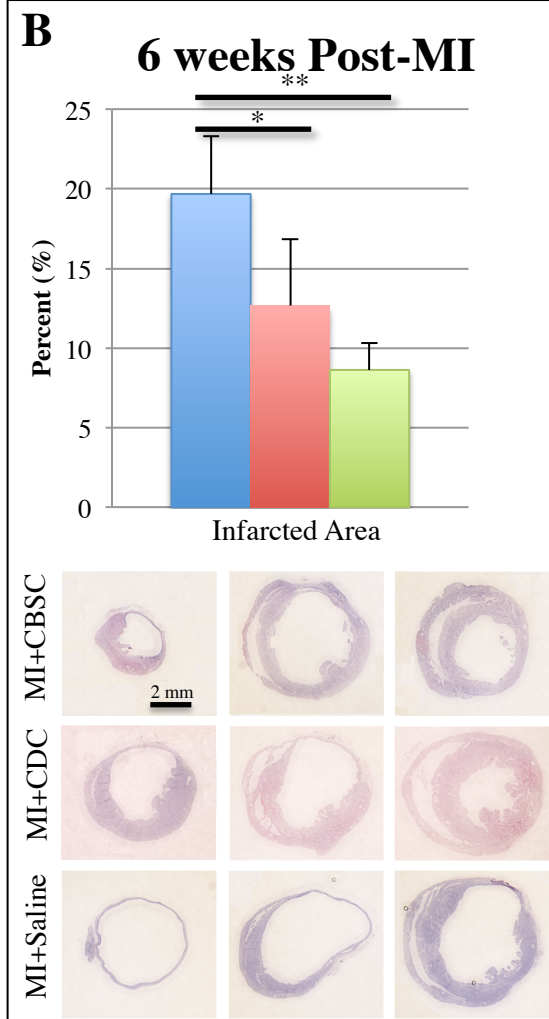 B
6 weeks Post-MI
**
*
25
20
15
10
5
0
Percent (%)
Infarcted Area
MI+CBSC
2 mm
MI+CDC
MI+Saline